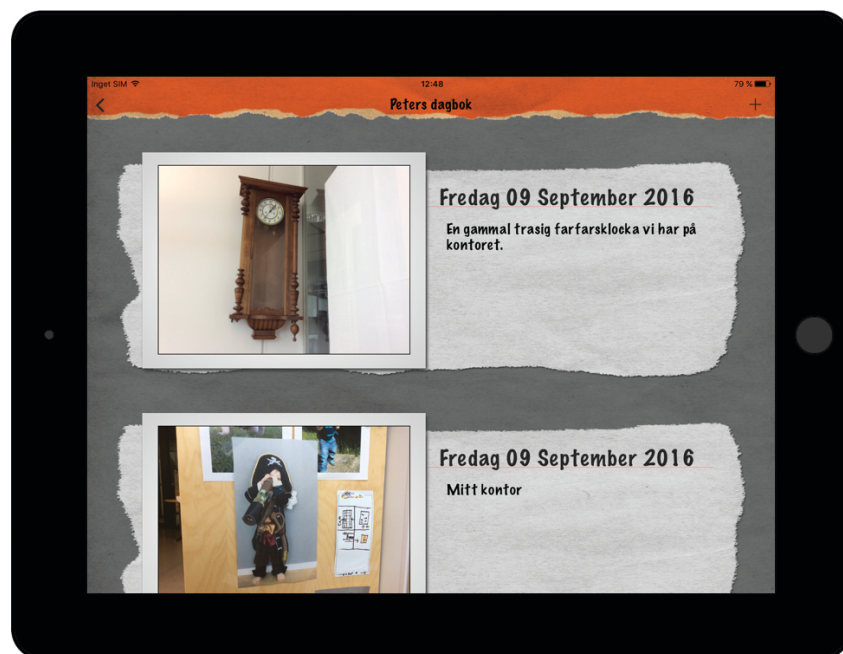 Inget SIM 12:48 79 %
Peters dagbok
Fredag 09 September 2016
En gammal trasig farfarsklocka vi har på
kontoret.
Fredag 09 September 2016
Mitt kontor